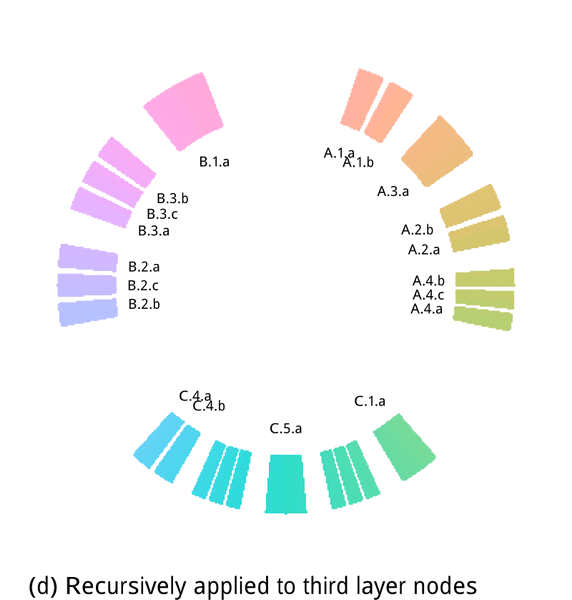 A.1.a
A.1.b
B.1.a
A.3.a
B.3.b
B.3.c
B.3.a
A.2.b
A.2.a
B.2.a
B.2.c
B.2.b
A.4.b
A.4.c
A.4.a
C.4.a
C.4.b
C.1.a
C.5.a
(d) Recursively applied to third layer nodes